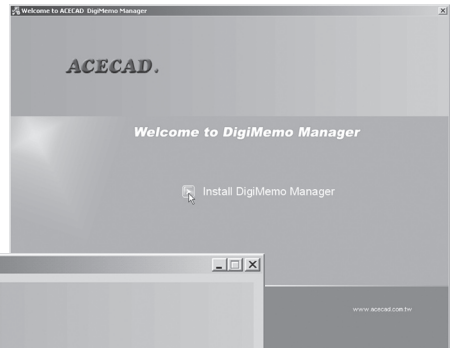 Welcome to ACECAD DigiMemo Manager
ACECAD.
Welcome to DigiMemo Manager
Install DigiMemo Manager
www.acecad.com.tw